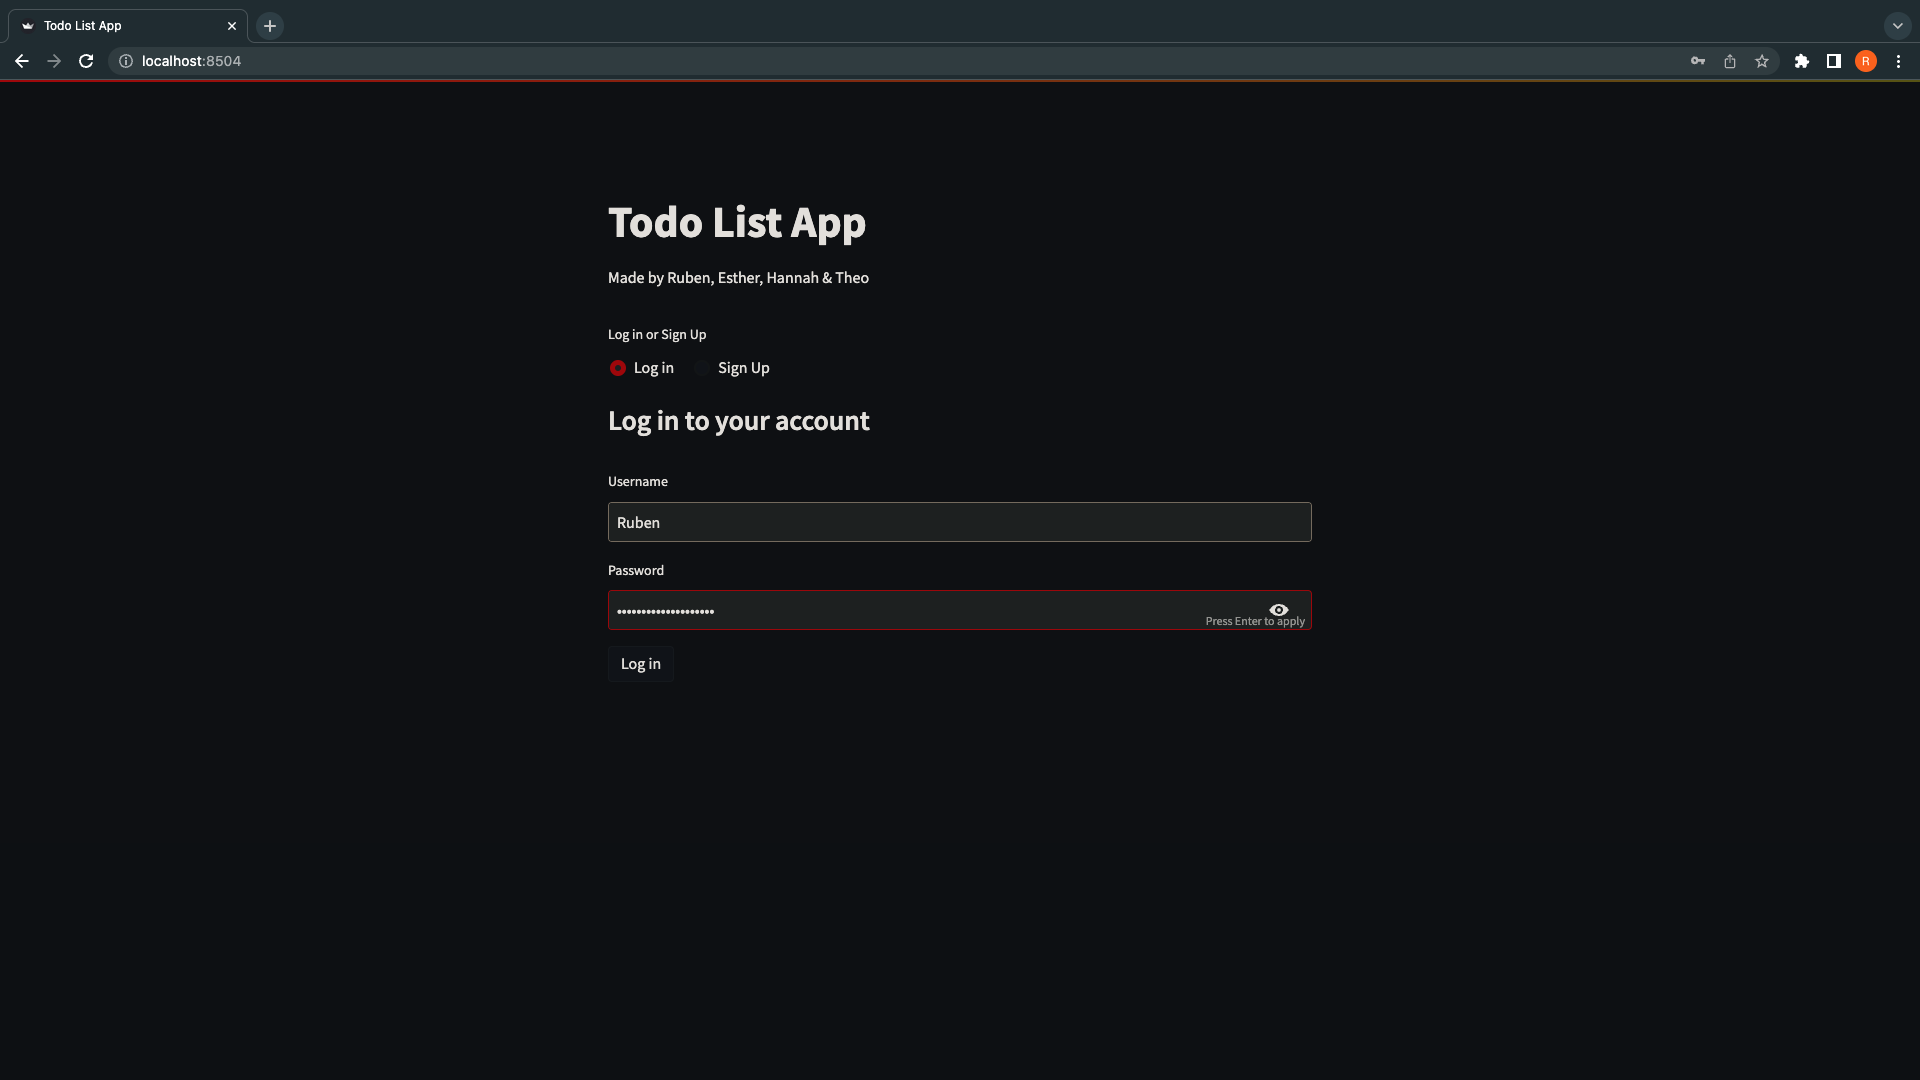 Todo List App
localhost:8504
R
Todo List App
Made by Ruben, Esther, Hannah & Theo
Log in or Sign Up
Log in Sign Up
Log in to your account
Username
Ruben
Password
••••••••••••••••••••
Press Enter to apply
Log in